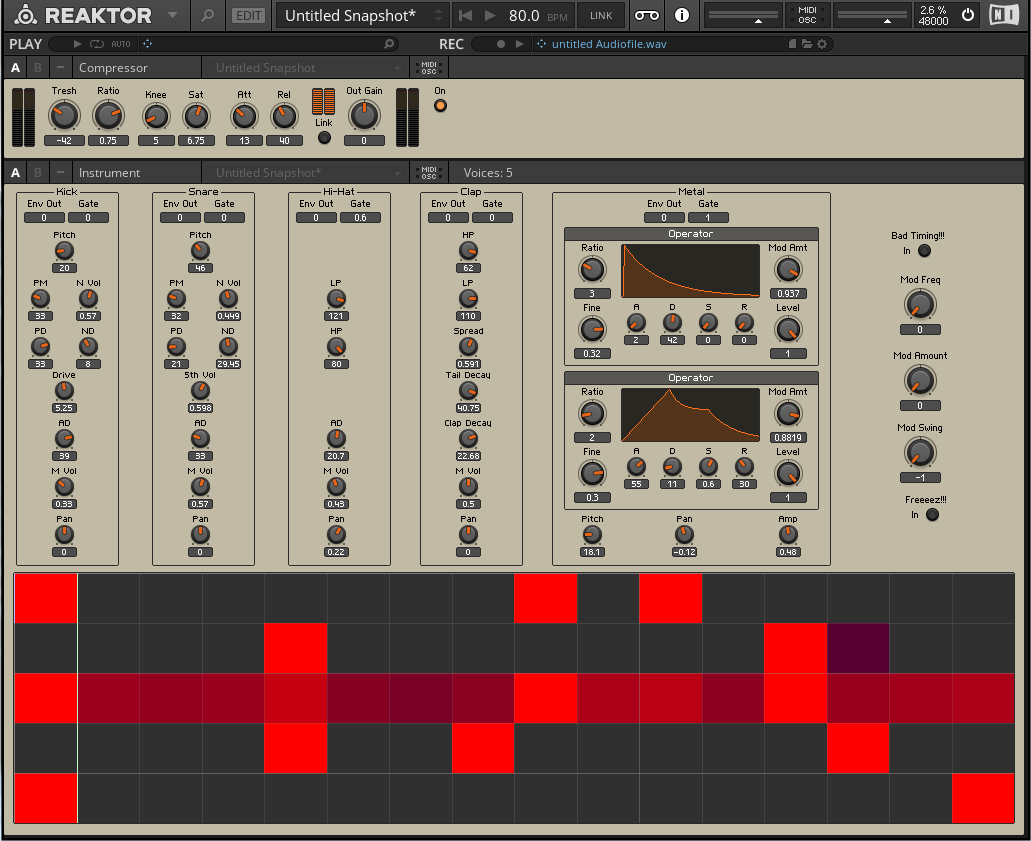 REAKTOR EDIT Untitled Snapshot* 80.0 BPM LINK MIDI OSC 2.6 % 48000 NI
PLAY AUTO REC untitled Audiofile.wav
A B Compressor Untitled Snapshot MIDI OSC
Tresh Ratio Knee Sat Att Rel Link Out Gain On
-42 0.75 5 6.75 13 40 0
A B Instrument Untitled Snapshot* MIDI OSC Voices: 5
Kick Snare Hi-Hat Clap Metal
Env Out Gate Env Out Gate Env Out Gate Env Out Gate Env Out Gate
0 0 0 0 0 0.6 0 0 0 1
Pitch
20
PM N Vol
33 0.57
PD ND
33 8
Drive
5.25
AD
39
M Vol
0.33
Pan
0
Pitch
46
PM N Vol
32 0.449
PD ND
21 29.45
Sth Vol
0.598
AD
33
M Vol
0.57
Pan
0
LP
121
HP
80
AD
20.7
M Vol
0.43
Pan
0.22
HP
62
LP
110
Spread
0.591
Tail Decay
40.75
Clap Decay
22.68
M Vol
0.5
Pan
0
Operator
Ratio Mod Amt
3 0.937
Fine A D S R Level
0.32 2 42 0 0 1
Operator
Ratio Mod Amt
2 0.8819
Fine A D S R Level
0.3 55 11 0.6 30 1
Pitch Pan Amp
18.1 -0.12 0.48
Bad Timing!!!
In
Mod Freq
0
Mod Amount
0
Mod Swing
-1
Freeeez!!!
In